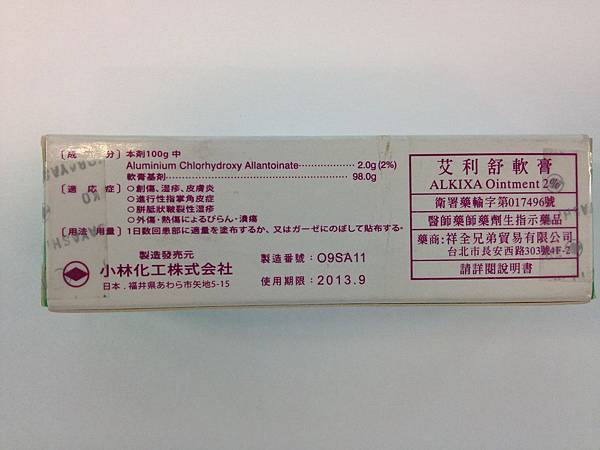 〔成　分〕本剤100g 中
Aluminium Chlorhydroxy Allantoinate 2.0g (2%)
軟膏基剤 98.0g
〔適応症〕○創傷、湿疹、皮膚炎
○進行性指掌角皮症
○胼胝狀皸裂性湿疹
○外傷・熱傷によるびらん・潰瘍
〔用法・用量〕1日数回患部に適量を塗布するか、又はガーゼにのばして貼布する。
製造發売元
小林化工株式会社
日本．福井県あわら市矢地5-15
製造番號：O9SA11
使用期限：2013.9
艾利舒軟膏
ALKIXA Ointment 2%
衛署藥輸字第017496號
醫師藥師藥劑生指示藥品
藥商：祥全兄弟貿易有限公司
台北市長安西路303號4F-2
請詳閱說明書